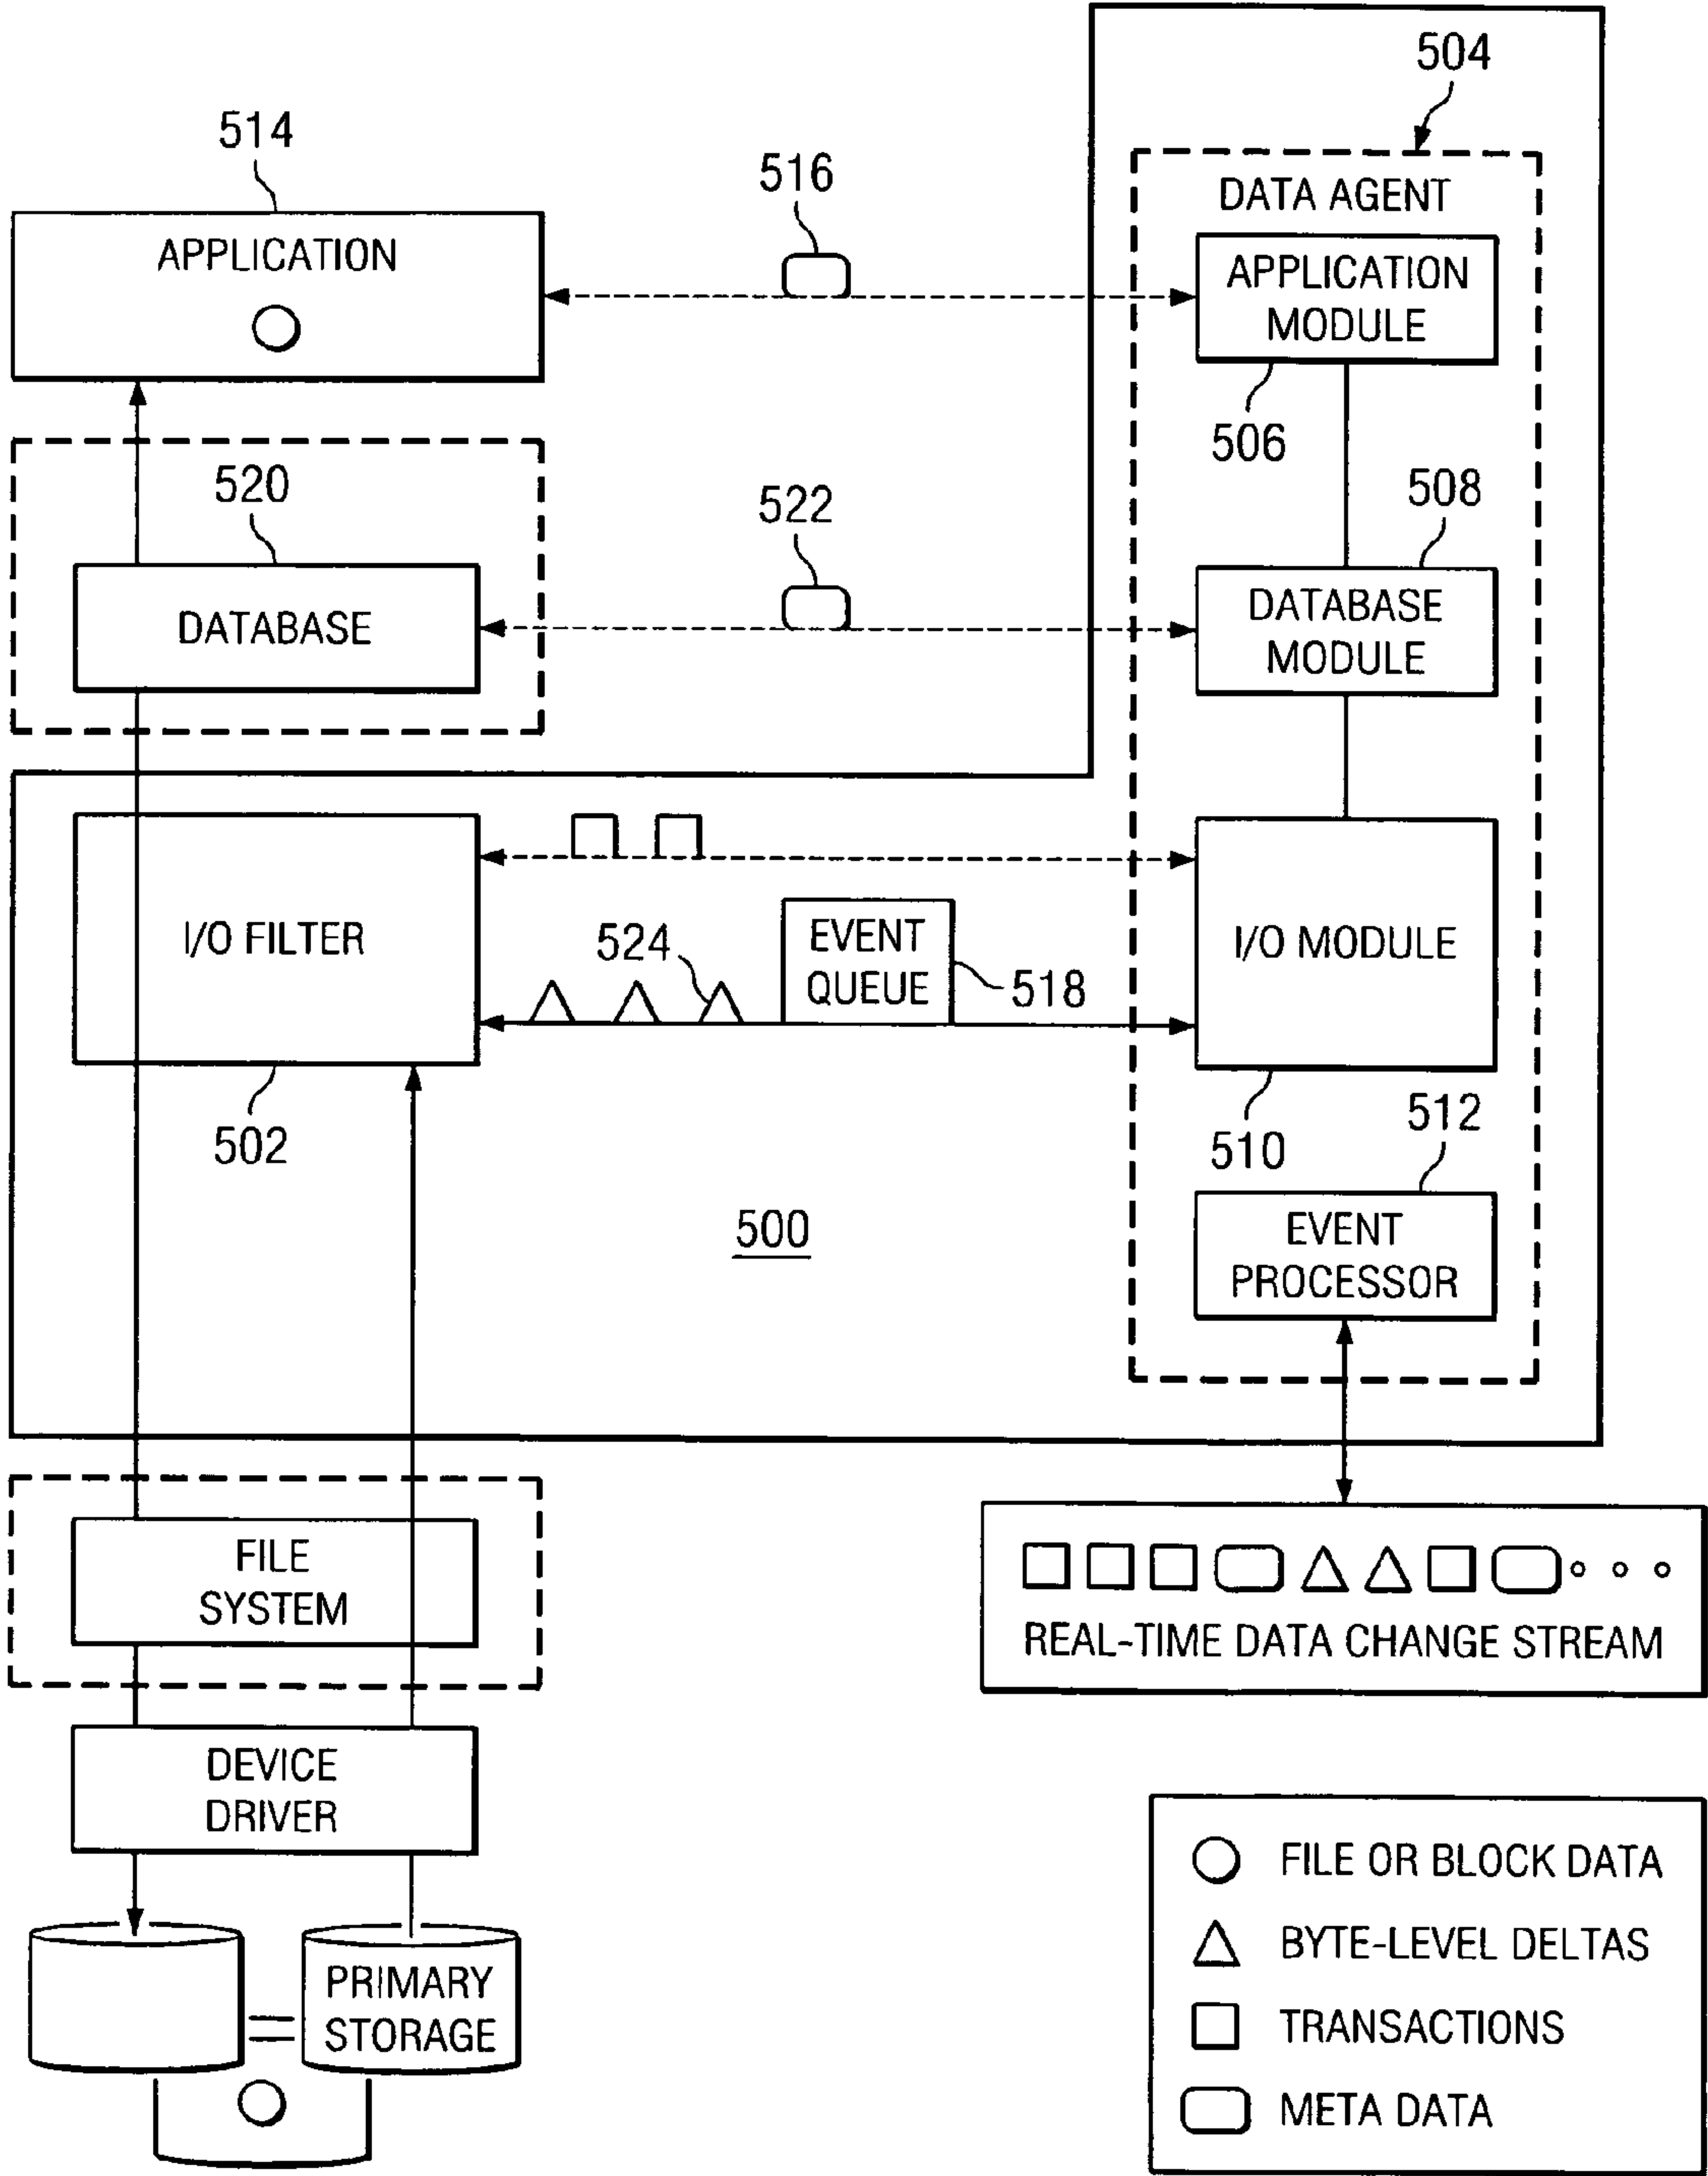 504
514
516
DATA AGENT
APPLICATION
APPLICATION
MODULE
506
520
522
508
DATABASE
DATABASE
MODULE
I/O FILTER
524
EVENT
QUEUE
518
I/O MODULE
502
510
512
500
EVENT
PROCESSOR
FILE
SYSTEM
REAL-TIME DATA CHANGE STREAM
DEVICE
DRIVER
PRIMARY
STORAGE
FILE OR BLOCK DATA
BYTE-LEVEL DELTAS
TRANSACTIONS
META DATA